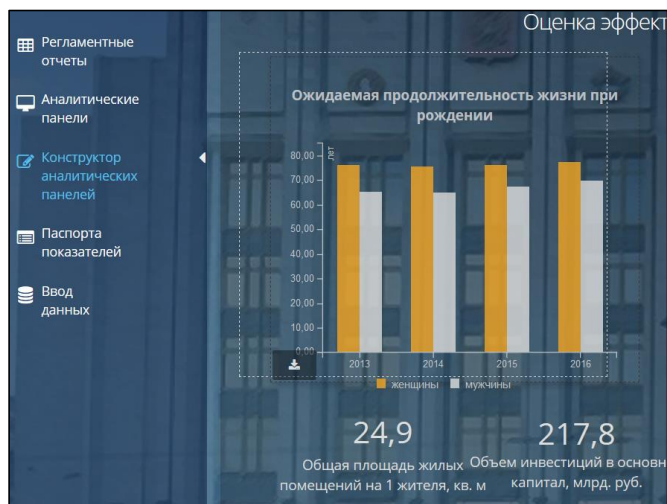 Оценка эффект
Регламентные
отчеты
Аналитические
панели
Конструктор
аналитических
панелей
Паспорта
показателей
Ввод
данных
Ожидаемая продолжительность жизни при
рождении
лет
80,00
70,00
60,00
50,00
40,00
30,00
20,00
10,00
0,00
2013 2014 2015 2016
женщины мужчины
24,9
Общая площадь жилых
помещений на 1 жителя, кв. м
217,8
Объем инвестиций в основн
капитал, млрд. руб.